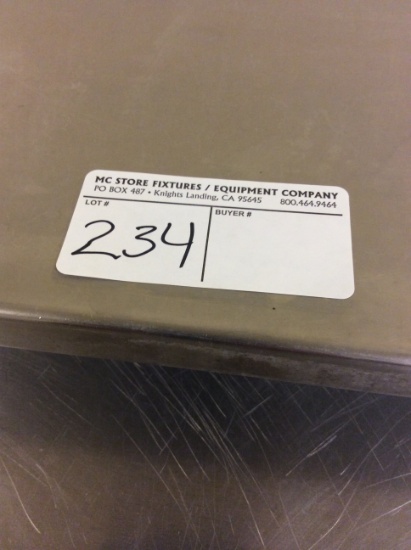 MC STORE FIXTURES / EQUIPMENT COMPANY
PO BOX 487 • Knights Landing, CA 95645 800.464.9464
LOT # BUYER #
234